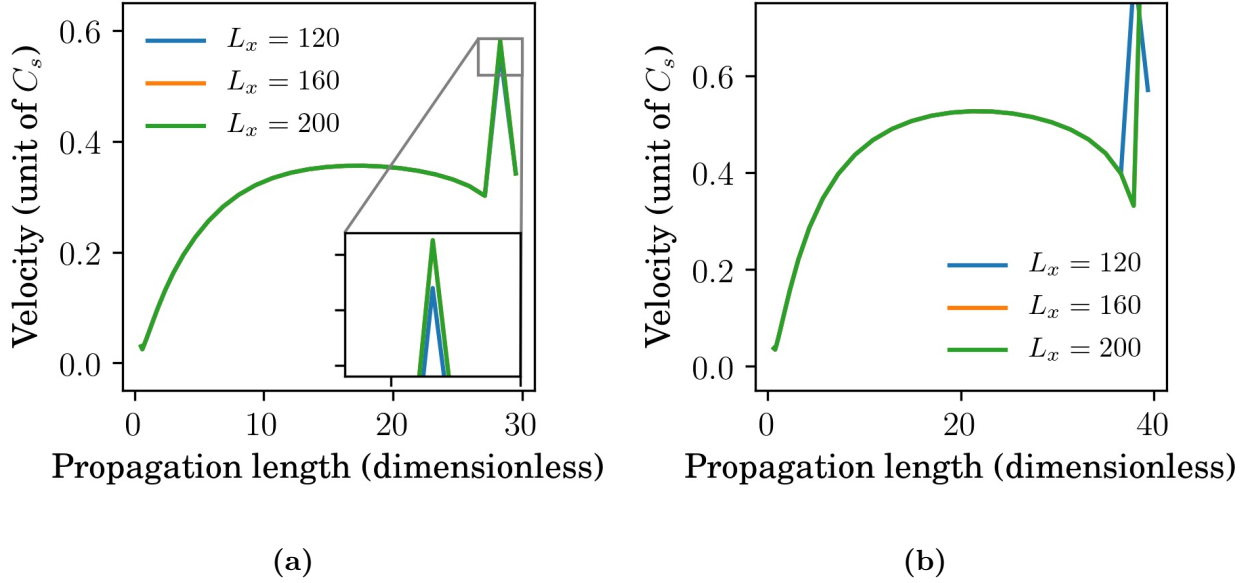 Velocity (unit of C_s)
0.6
0.4
0.2
0.0
L_x = 120
L_x = 160
L_x = 200
0 10 20 30
Propagation length (dimensionless)
(a)
Velocity (unit of C_s)
0.6
0.4
0.2
0.0
L_x = 120
L_x = 160
L_x = 200
0 20 40
Propagation length (dimensionless)
(b)